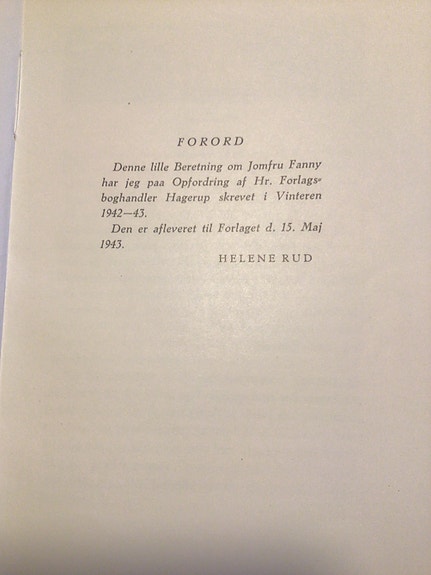 FORORD
Denne lille Beretning om Jomfru Fanny
har jeg paa Opfordring af Hr. Forlags=
boghandler Hagerup skrevet i Vinteren
1942—43.
Den er afleveret til Forlaget d. 15. Maj
1943.
HELENE RUD